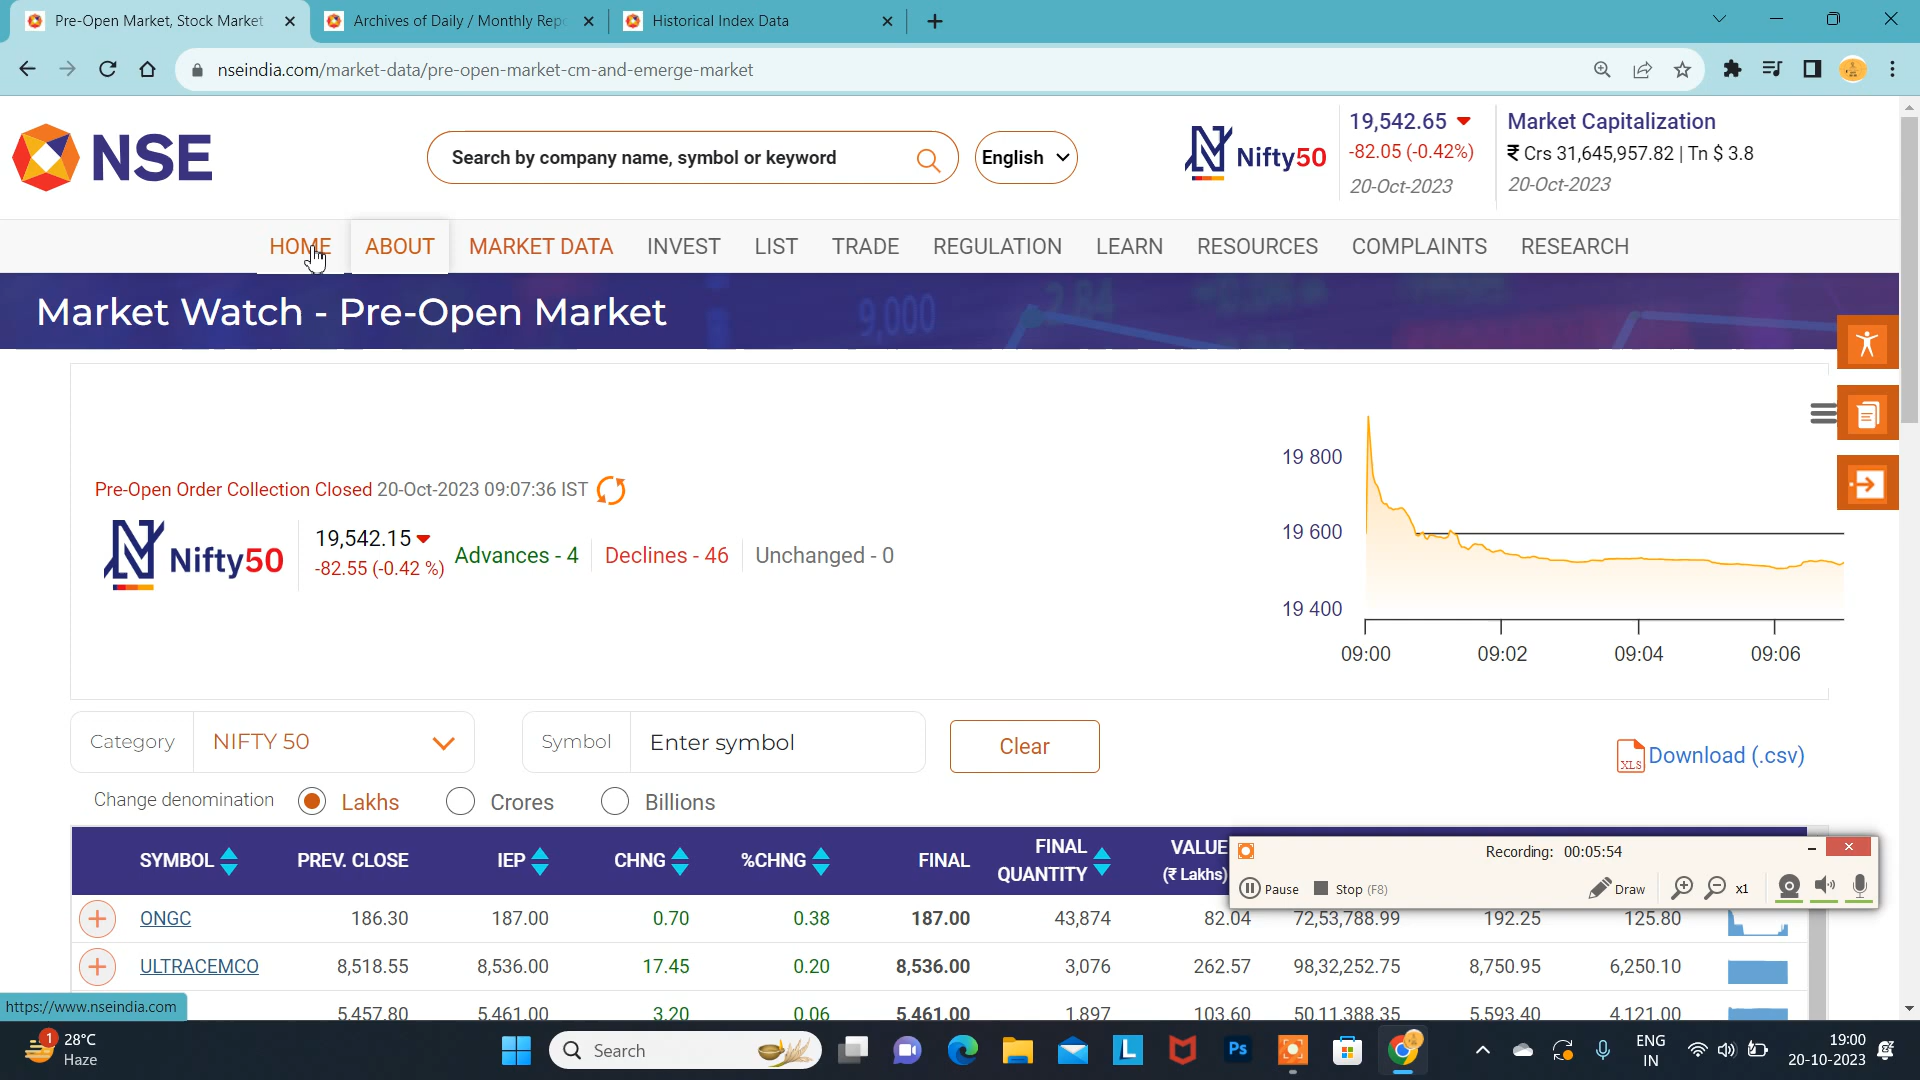 Pre-Open Market, Stock Market
Archives of Daily / Monthly Rep
Historical Index Data
nseindia.com/market-data/pre-open-market-cm-and-emerge-market
NSE
Search by company name, symbol or keyword
English
Nifty50
19,542.65
-82.05 (-0.42%)
20-Oct-2023
Market Capitalization
₹ Crs 31,645,957.82 | Tn $ 3.8
20-Oct-2023
HOME ABOUT MARKET DATA INVEST LIST TRADE REGULATION LEARN RESOURCES COMPLAINTS RESEARCH
Market Watch - Pre-Open Market
9,000
2.84
Pre-Open Order Collection Closed 20-Oct-2023 09:07:36 IST
Nifty50
19,542.15
-82.55 (-0.42 %)
Advances - 4 Declines - 46 Unchanged - 0
19 800
19 600
19 400
09:00 09:02 09:04 09:06
Category NIFTY 50 Symbol Enter symbol Clear
Download (.csv)
XLS
Change denomination Lakhs Crores Billions
SYMBOL PREV. CLOSE IEP CHNG %CHNG FINAL FINAL QUANTITY VALUE (₹ Lakhs)
Recording: 00:05:54
Pause Stop (F8) Draw x1
ONGC 186.30 187.00 0.70 0.38 187.00 43,874 82.04 72,53,788.99 192.25 125.80
ULTRACEMCO 8,518.55 8,536.00 17.45 0.20 8,536.00 3,076 262.57 98,32,252.75 8,750.95 6,250.10
5,457.80 5,461.00 3.20 0.06 5,461.00 1,897 103.60 50,11,388.35 5,593.40 4,121.00
https://www.nseindia.com
1
28°C
Haze
Search
L
Ps
ENG
IN
19:00
20-10-2023